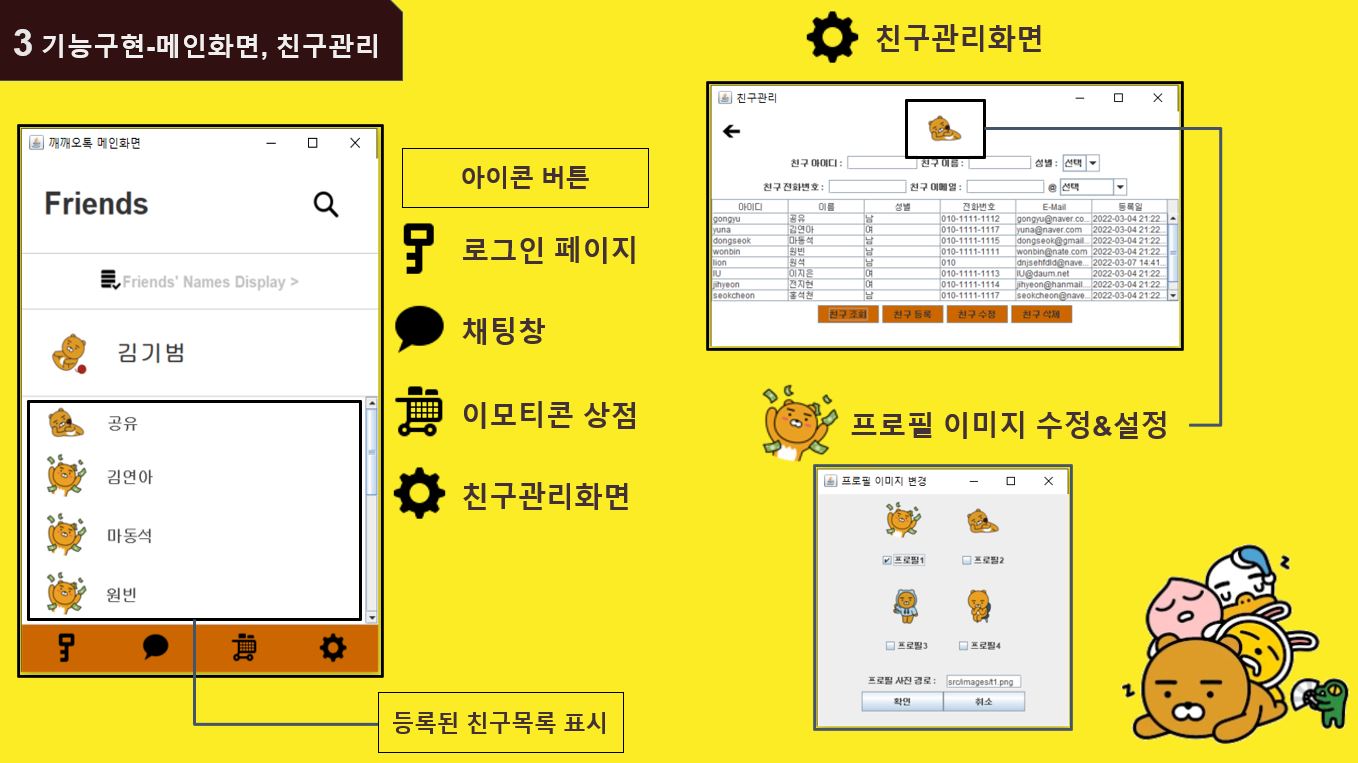 3 기능구현-메인화면, 친구관리
깨깨오톡 메인화면
Friends
Friends' Names Display >
김기범
공유
김연아
마동석
원빈
아이콘 버튼
로그인 페이지
채팅창
이모티콘 상점
친구관리화면
등록된 친구목록 표시
친구관리화면
친구관리
친구 아이디 : 친구 이름 : 성별 : 선택
친구 전화번호 : 친구 이메일 : @ 선택
아이디 이름 성별 전화번호 E-Mail 등록일
gongyu 공유 남 010-1111-1112 gongyu@naver.co... 2022-03-04 21:22...
yuna 김연아 여 010-1111-1117 yuna@naver.com 2022-03-04 21:22...
dongseok 마동석 남 010-1111-1115 dongseok@gmail... 2022-03-04 21:22...
wonbin 원빈 남 010-1111-1111 wonbin@nate.com 2022-03-04 21:22...
lion 원석 남 010 dnjsehfdld@nave... 2022-03-07 14:41...
IU 이지은 여 010-1111-1113 IU@daum.net 2022-03-04 21:22...
jihyeon 전지현 여 010-1111-1114 jihyeon@hanmail... 2022-03-04 21:22...
seokcheon 홍석천 남 010-1111-1117 seokcheon@nave... 2022-03-04 21:22...
친구 조회 친구 등록 친구 수정 친구 삭제
프로필 이미지 수정&설정
프로필 이미지 변경
프로필1 프로필2
프로필3 프로필4
프로필 사진 경로 : src/images/t1.png
확인 취소
z
z
z
z